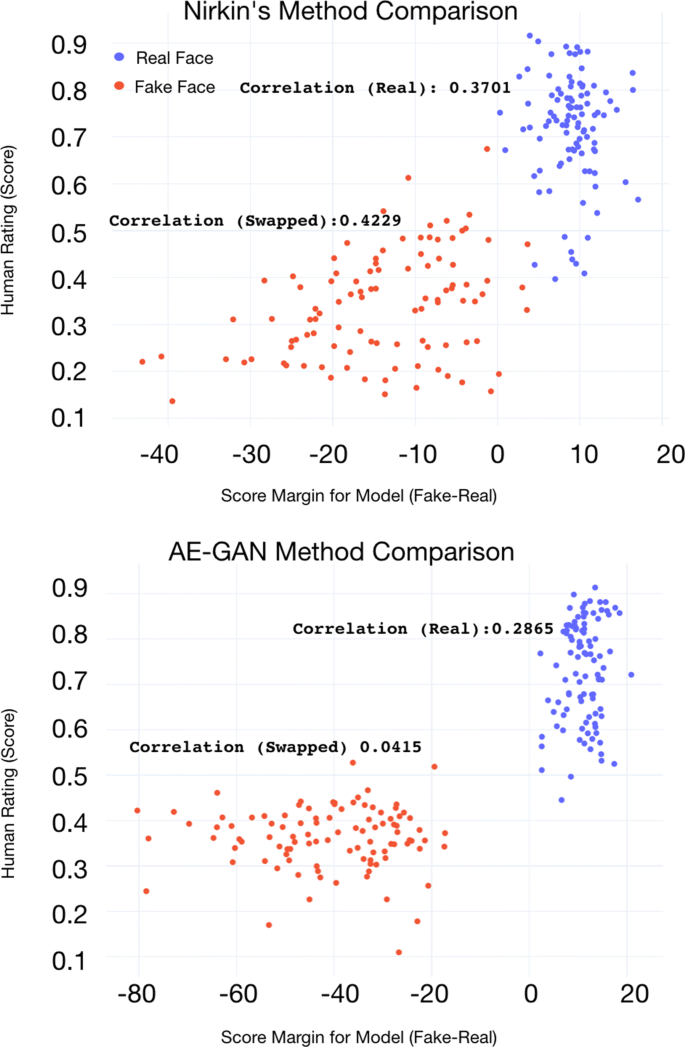 Nirkin's Method Comparison
0.9
Real Face
Fake Face
Correlation (Real): 0.3701
0.8
0.7
0.6
Correlation (Swapped):0.4229
0.5
0.4
0.3
0.2
0.1
Human Rating (Score)
-40 -30 -20 -10 0 10 20
Score Margin for Model (Fake-Real)
AE-GAN Method Comparison
0.9
Correlation (Real):0.2865
0.8
0.7
0.6
Correlation (Swapped) 0.0415
0.5
0.4
0.3
0.2
0.1
Human Rating (Score)
-80 -60 -40 -20 0 20
Score Margin for Model (Fake-Real)